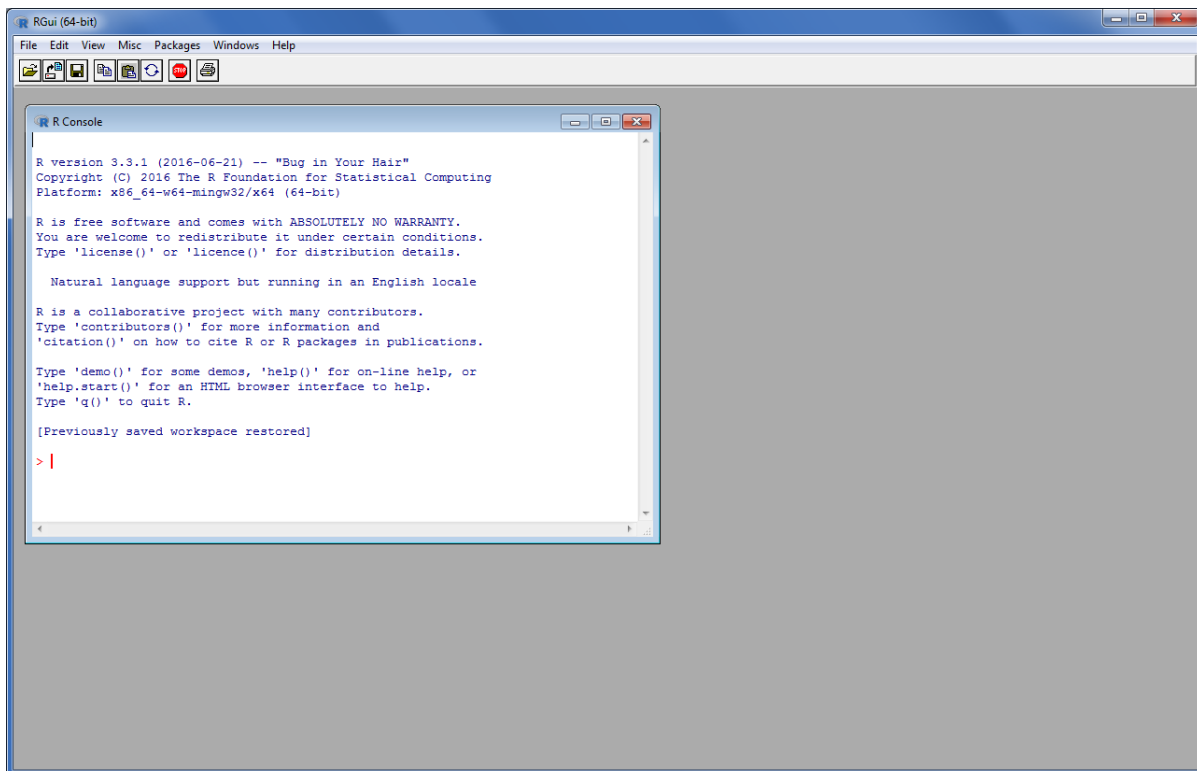 RGui (64-bit)
File Edit View Misc Packages Windows Help
STOP
R Console
R version 3.3.1 (2016-06-21) -- "Bug in Your Hair"
Copyright (C) 2016 The R Foundation for Statistical Computing
Platform: x86_64-w64-mingw32/x64 (64-bit)
R is free software and comes with ABSOLUTELY NO WARRANTY.
You are welcome to redistribute it under certain conditions.
Type 'license()' or 'licence()' for distribution details.
Natural language support but running in an English locale
R is a collaborative project with many contributors.
Type 'contributors()' for more information and
'citation()' on how to cite R or R packages in publications.
Type 'demo()' for some demos, 'help()' for on-line help, or
'help.start()' for an HTML browser interface to help.
Type 'q()' to quit R.
[Previously saved workspace restored]
>